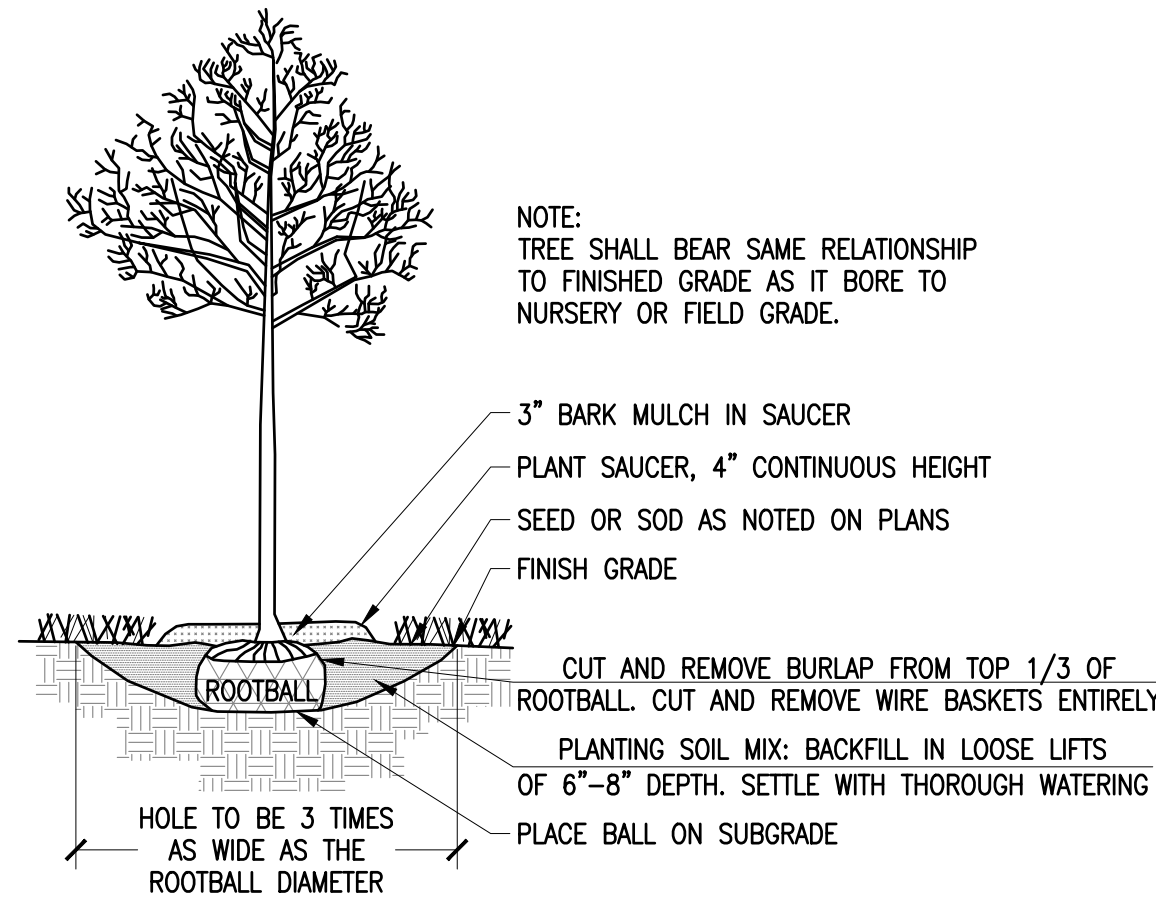 NOTE:
TREE SHALL BEAR SAME RELATIONSHIP
TO FINISHED GRADE AS IT BORE TO
NURSERY OR FIELD GRADE.
3” BARK MULCH IN SAUCER
PLANT SAUCER, 4” CONTINUOUS HEIGHT
SEED OR SOD AS NOTED ON PLANS
FINISH GRADE
CUT AND REMOVE BURLAP FROM TOP 1/3 OF
ROOTBALL. CUT AND REMOVE WIRE BASKETS ENTIRELY
ROOTBALL
PLANTING SOIL MIX: BACKFILL IN LOOSE LIFTS
OF 6”–8” DEPTH. SETTLE WITH THOROUGH WATERING
PLACE BALL ON SUBGRADE
HOLE TO BE 3 TIMES
AS WIDE AS THE
ROOTBALL DIAMETER